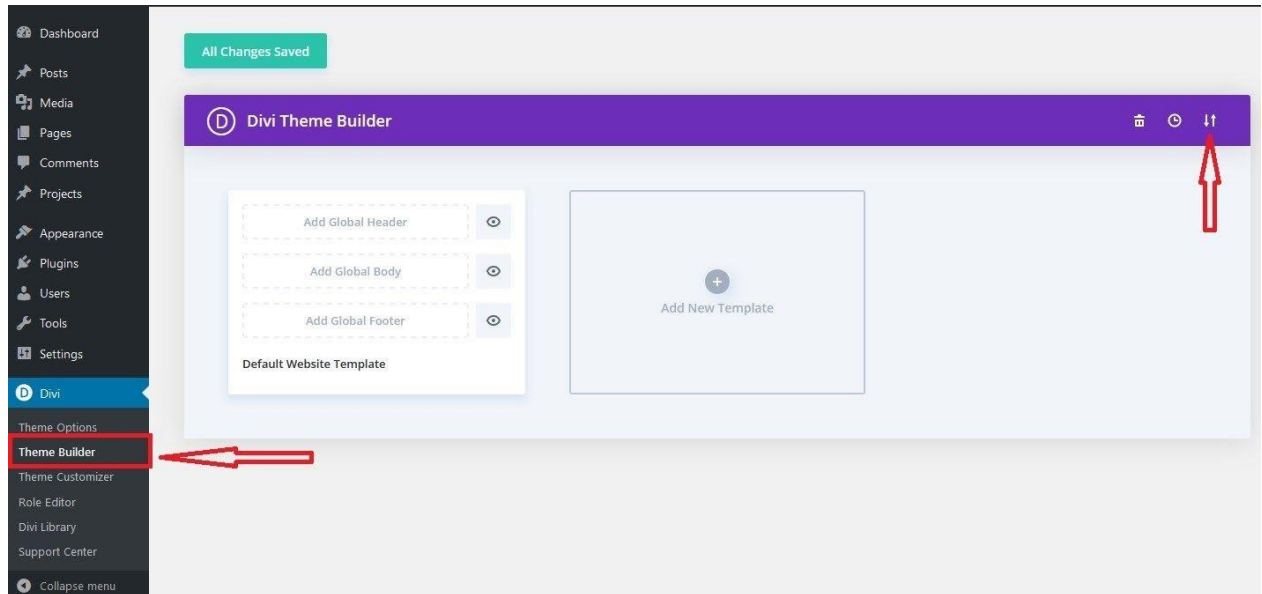 Dashboard
Posts
Media
Pages
Comments
Projects
Appearance
Plugins
Users
Tools
Settings
Divi
Theme Options
Theme Builder
Theme Customizer
Role Editor
Divi Library
Support Center
Collapse menu
All Changes Saved
D Divi Theme Builder
Add Global Header
Add Global Body
Add Global Footer
Default Website Template
Add New Template